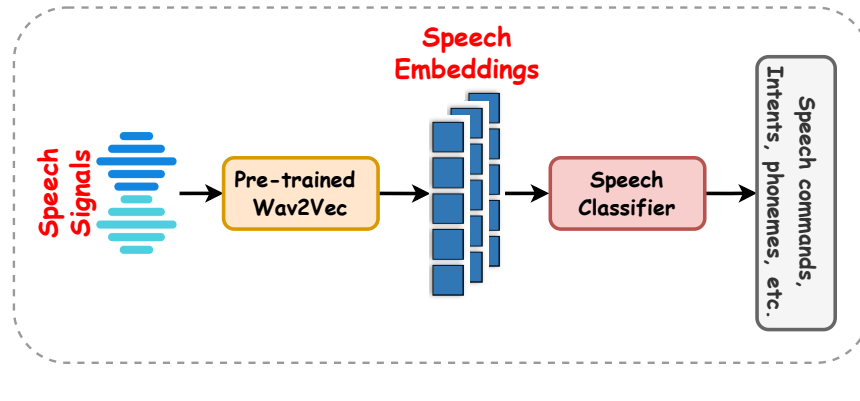 Speech
Signals
Pre-trained
Wav2Vec
Speech
Embeddings
Speech
Classifier
Speech commands,
Intents, phonemes, etc.